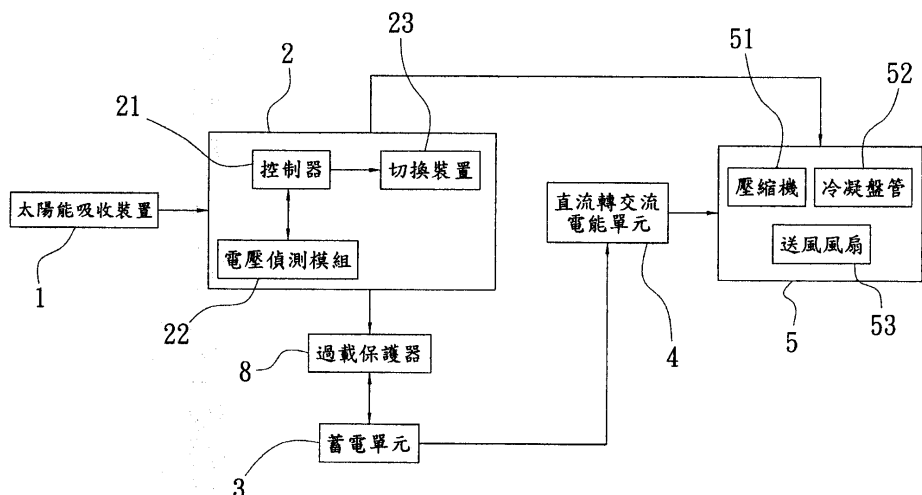 23
51
2
52
21
控制器
切換裝置
壓縮機
冷凝盤管
太陽能吸收裝置
直流轉交流
電能單元
電壓偵測模組
送風風扇
1
22
4
5
53
8
過載保護器
蓄電單元
3